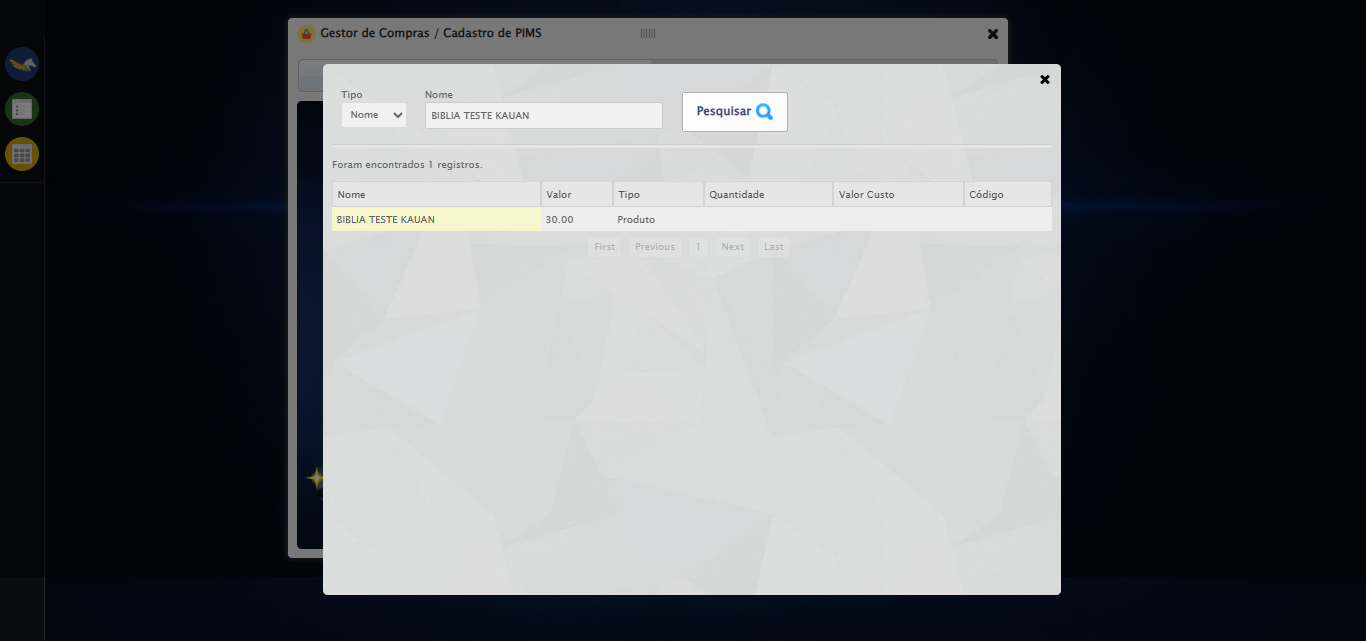 Gestor de Compras / Cadastro de PIMS
Tipo Nome
Nome BIBLIA TESTE KAUAN Pesquisar
Foram encontrados 1 registros.
Nome Valor Tipo Quantidade Valor Custo Código
BIBLIA TESTE KAUAN 30.00 Produto
First Previous 1 Next Last